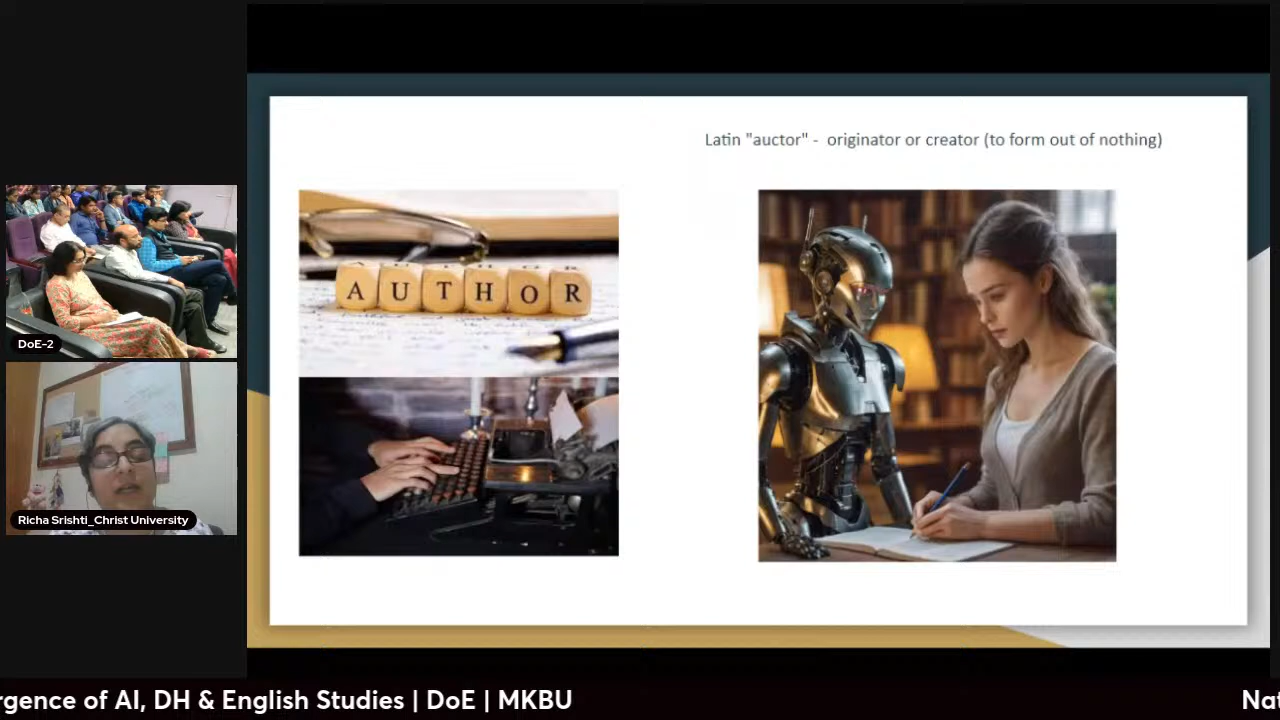 Latin "auctor" - originator or creator (to form out of nothing)
AUTHOR
DoE-2
Richa Srishti_Christ University
rgence of AI, DH & English Studies | DoE | MKBU
Nat